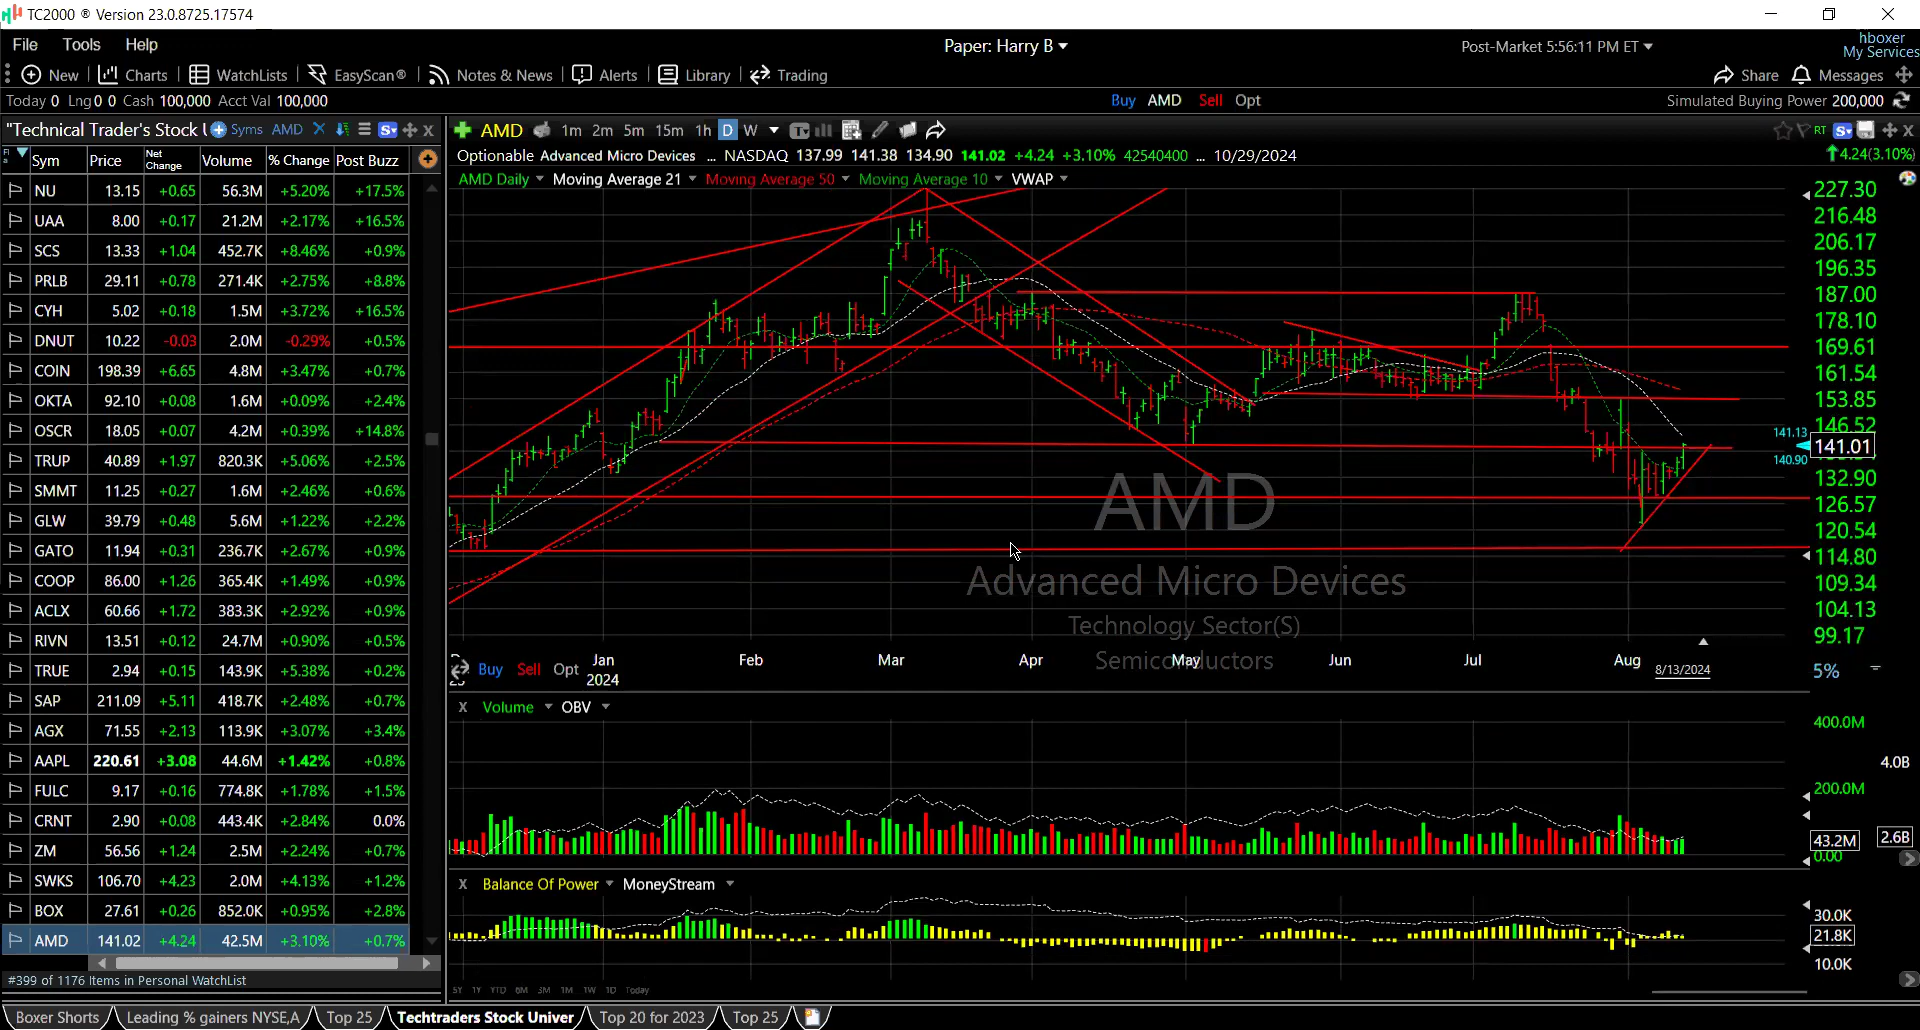 TC2000 ® Version 23.0.8725.17574
File Tools Help
Paper: Harry B
Post-Market 5:56:11 PM ET
hboxer
My Services
New Charts WatchLists EasyScan® Notes & News Alerts Library Trading
Share Messages
Today 0 Lng 0 0 Cash 100,000 Acct Val 100,000
Buy AMD Sell Opt
Simulated Buying Power 200,000
"Technical Trader's Stock Syms AMD
Sym Price Net Change Volume % Change Post Buzz
NU 13.15 +0.65 56.3M +5.20% +17.5%
UAA 8.00 +0.17 21.2M +2.17% +16.5%
SCS 13.33 +1.04 452.7K +8.46% +0.9%
PRLB 29.11 +0.78 271.4K +2.75% +8.8%
CYH 5.02 +0.18 1.5M +3.72% +16.5%
DNUT 10.22 -0.03 2.0M -0.29% +0.5%
COIN 198.39 +6.65 4.8M +3.47% +0.7%
OKTA 92.10 +0.08 1.6M +0.09% +2.4%
OSCR 18.05 +0.07 4.2M +0.39% +14.8%
TRUP 40.89 +1.97 820.3K +5.06% +2.5%
SMMT 11.25 +0.27 1.6M +2.46% +0.6%
GLW 39.79 +0.48 5.6M +1.22% +2.2%
GATO 11.94 +0.31 236.7K +2.67% +0.9%
COOP 86.00 +1.26 365.4K +1.49% +0.9%
ACLX 60.66 +1.72 383.3K +2.92% +0.9%
RIVN 13.51 +0.12 24.7M +0.90% +0.5%
TRUE 2.94 +0.15 143.9K +5.38% +0.2%
SAP 211.09 +5.11 418.7K +2.48% +0.7%
AGX 71.55 +2.13 113.9K +3.07% +3.4%
AAPL 220.61 +3.08 44.6M +1.42% +0.8%
FULC 9.17 +0.16 774.8K +1.78% +1.5%
CRNT 2.90 +0.08 443.4K +2.84% 0.0%
ZM 56.56 +1.24 2.5M +2.24% +0.7%
SWKS 106.70 +4.23 2.0M +4.13% +1.2%
BOX 27.61 +0.26 852.0K +0.95% +2.8%
AMD 141.02 +4.24 42.5M +3.10% +0.7%
#399 of 1176 Items in Personal WatchList
AMD 1m 2m 5m 15m 1h D W
RT
Optionable Advanced Micro Devices ... NASDAQ 137.99 141.38 134.90 141.02 +4.24 +3.10% 42540400 ... 10/29/2024
4.24(3.10%)
AMD Daily Moving Average 21 Moving Average 50 Moving Average 10 VWAP
227.30
216.48
206.17
196.35
187.00
178.10
169.61
161.54
153.85
146.52
141.13
141.01
140.90
132.90
126.57
120.54
114.80
109.34
104.13
99.17
AMD
Advanced Micro Devices
Technology Sector(S)
Semiconductors
Jan Feb Mar Apr May Jun Jul Aug
2024
8/13/2024
5%
Buy Sell Opt
X Volume OBV
400.0M
4.0B
200.0M
43.2M 2.6B
0.00
X Balance Of Power MoneyStream
30.0K
21.8K
10.0K
5Y 1Y YTD 6M 3M 1M 1W 1D Today
Boxer Shorts Leading % gainers NYSE,A Top 25 Techtraders Stock Univer Top 20 for 2023 Top 25